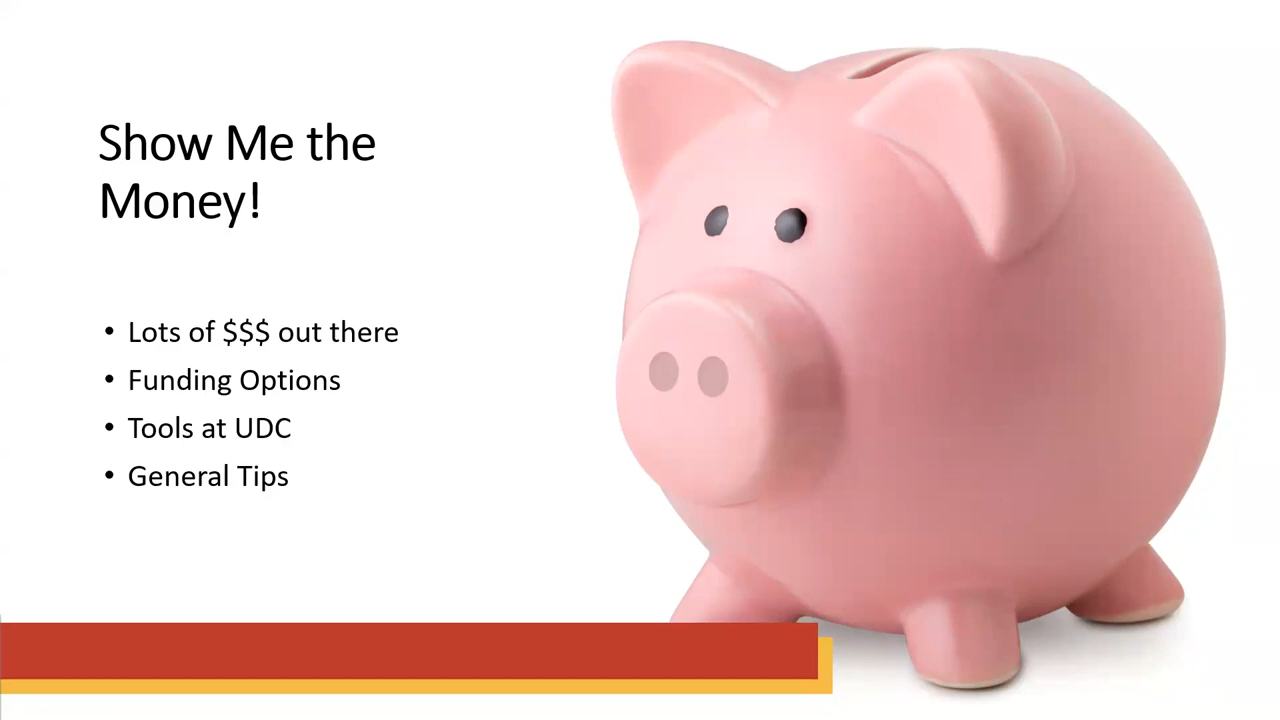 Show Me the
Money!
• Lots of $$$ out there
• Funding Options
• Tools at UDC
• General Tips